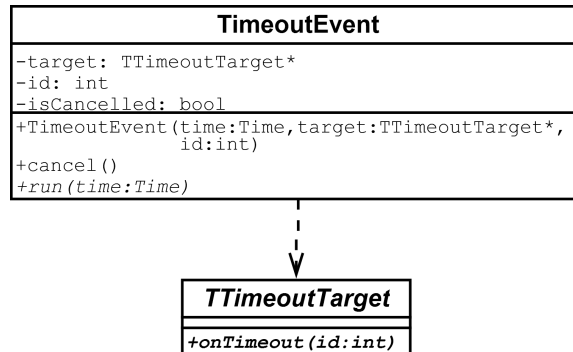 TimeoutEvent
-target: TTimeoutTarget*
-id: int
-isCancelled: bool
+TimeoutEvent(time:Time,target:TTimeoutTarget*,
id:int)
+cancel()
+run(time:Time)
TTimeoutTarget
+onTimeout(id:int)